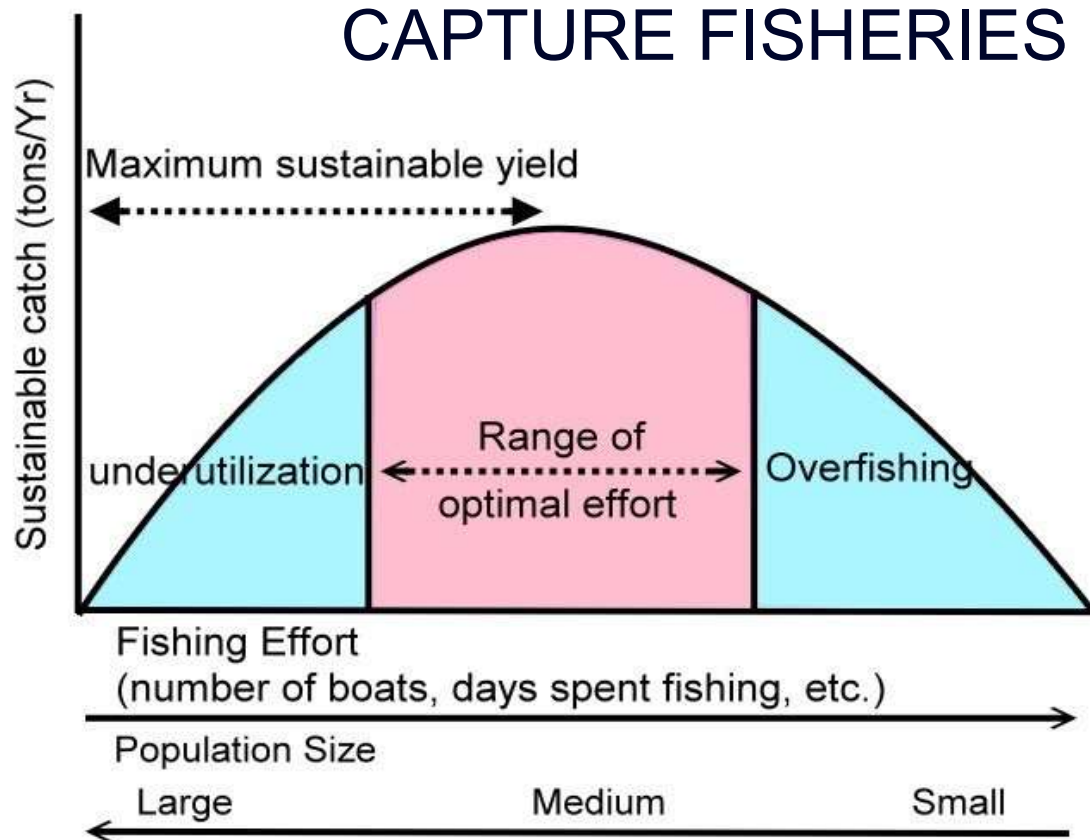 CAPTURE FISHERIES
Sustainable catch (tons/Yr)
Maximum sustainable yield
underutilization
Range of
optimal effort
Overfishing
Fishing Effort
(number of boats, days spent fishing, etc.)
Population Size
Large Medium Small